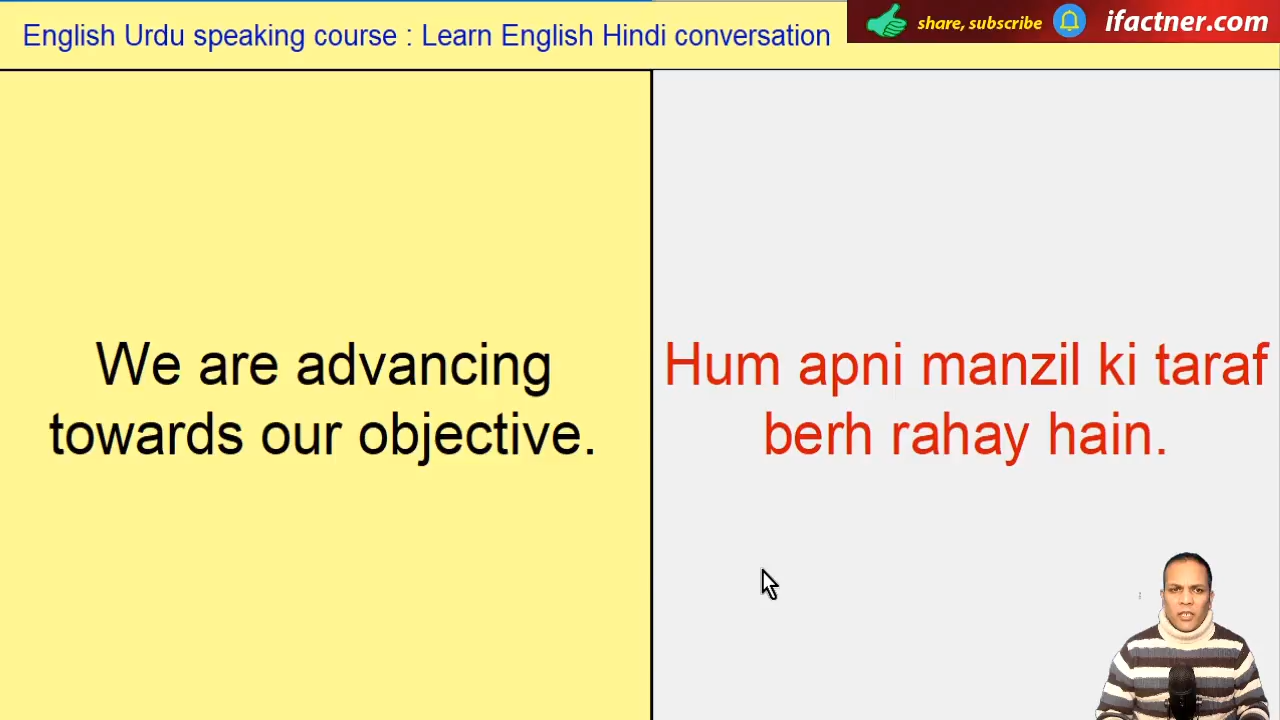 English Urdu speaking course : Learn English Hindi conversation
share, subscribe
ifactner.com
We are advancing
towards our objective.
Hum apni manzil ki taraf
berh rahay hain.